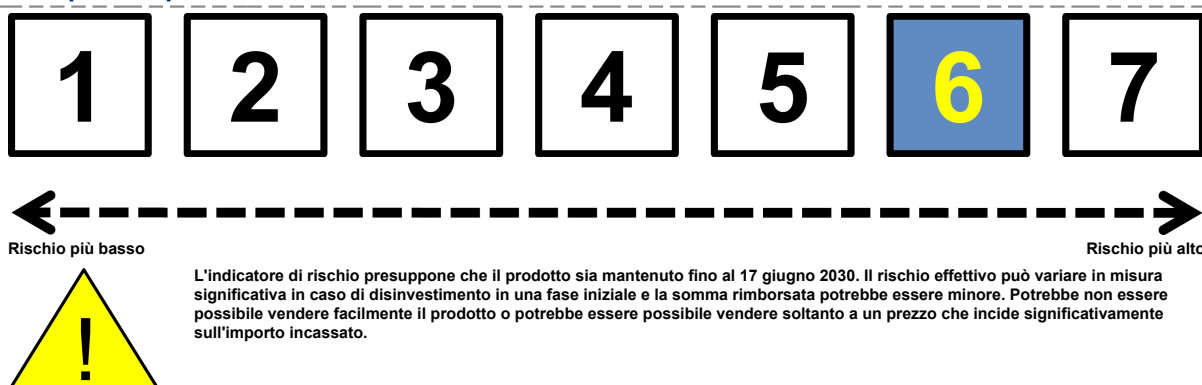 1 2 3 4 5 6 7
Rischio più basso Rischio più alto
L'indicatore di rischio presuppone che il prodotto sia mantenuto fino al 17 giugno 2030. Il rischio effettivo può variare in misura
significativa in caso di disinvestimento in una fase iniziale e la somma rimborsata potrebbe essere minore. Potrebbe non essere
possibile vendere facilmente il prodotto o potrebbe essere possibile vendere soltanto a un prezzo che incide significativamente
sull'importo incassato.
!